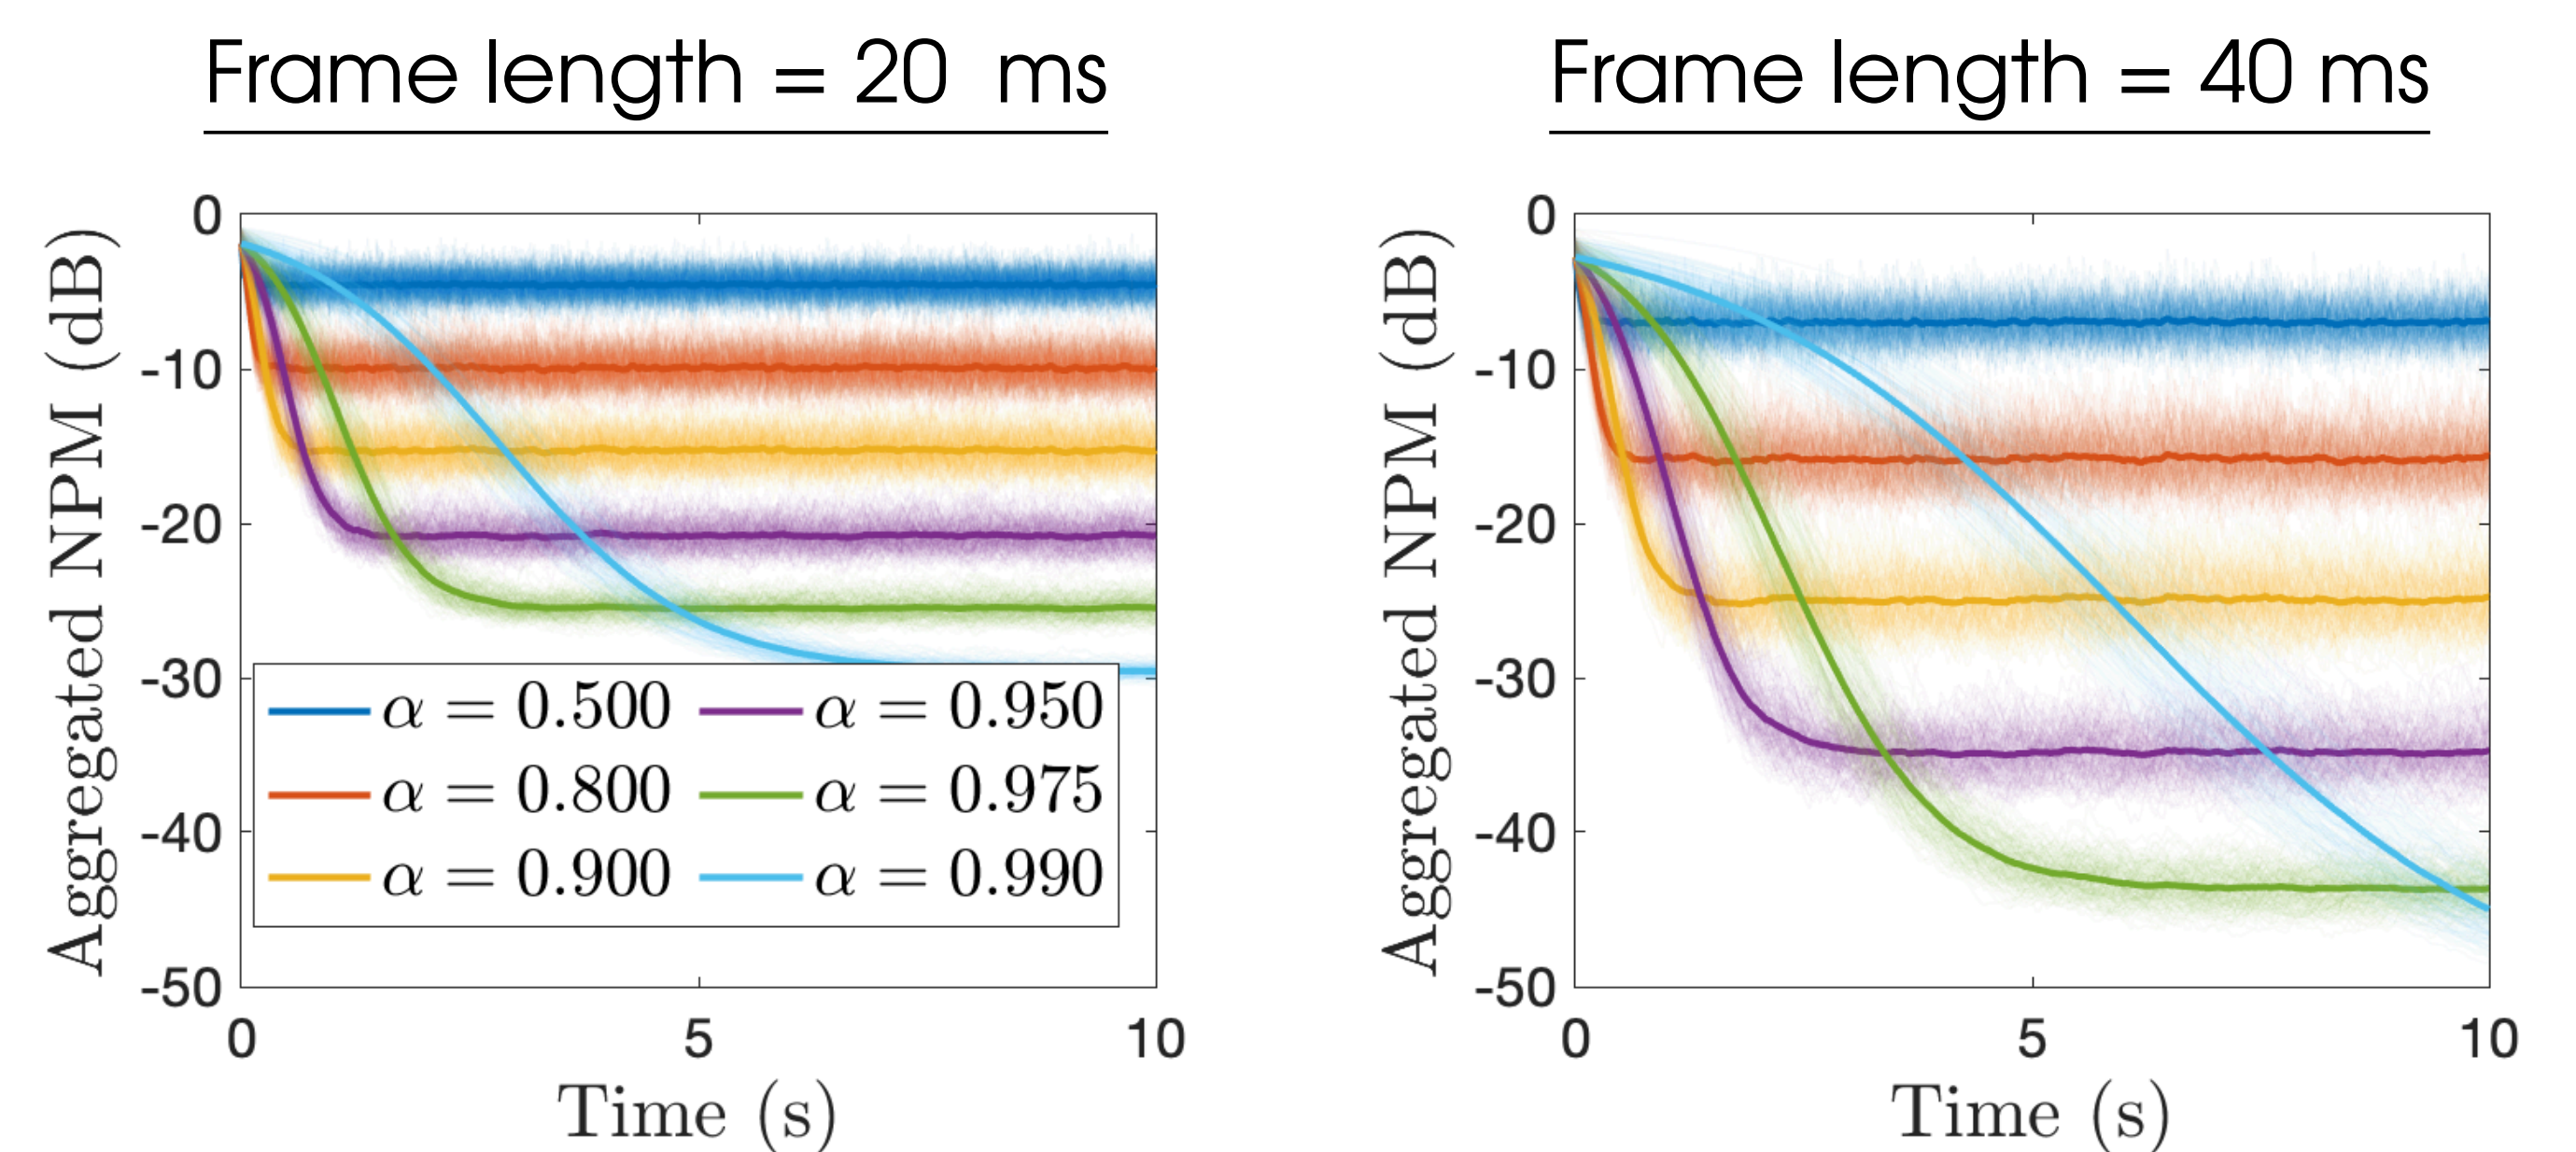 Frame length = 20 ms
Aggregated NPM (dB)
0
-10
-20
-30
-40
-50
α = 0.500 α = 0.950
α = 0.800 α = 0.975
α = 0.900 α = 0.990
0 5 10
Time (s)
Frame length = 40 ms
Aggregated NPM (dB)
0
-10
-20
-30
-40
-50
0 5 10
Time (s)